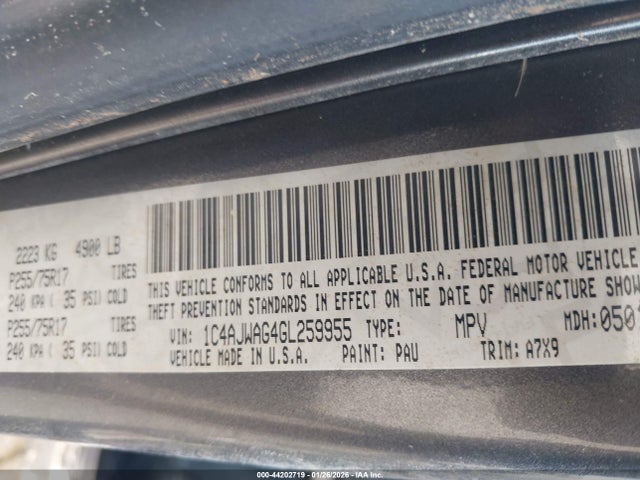 2223 KG 4900 LB
P255/75R17 TIRES
240 KPA ( 35 PSI) COLD
P255/75R17 TIRES
240 KPA ( 35 PSI) COLD
THIS VEHICLE CONFORMS TO ALL APPLICABLE U.S.A. FEDERAL MOTOR VEHICLE
THEFT PREVENTION STANDARDS IN EFFECT ON THE DATE OF MANUFACTURE SHOW
VIN: 1C4AJWAG4GL259955 TYPE: MPV MDH:0501
VEHICLE MADE IN U.S.A. PAINT: PAU TRIM: A7X9
000-44202719 | 01/26/2026 | IAA Inc.